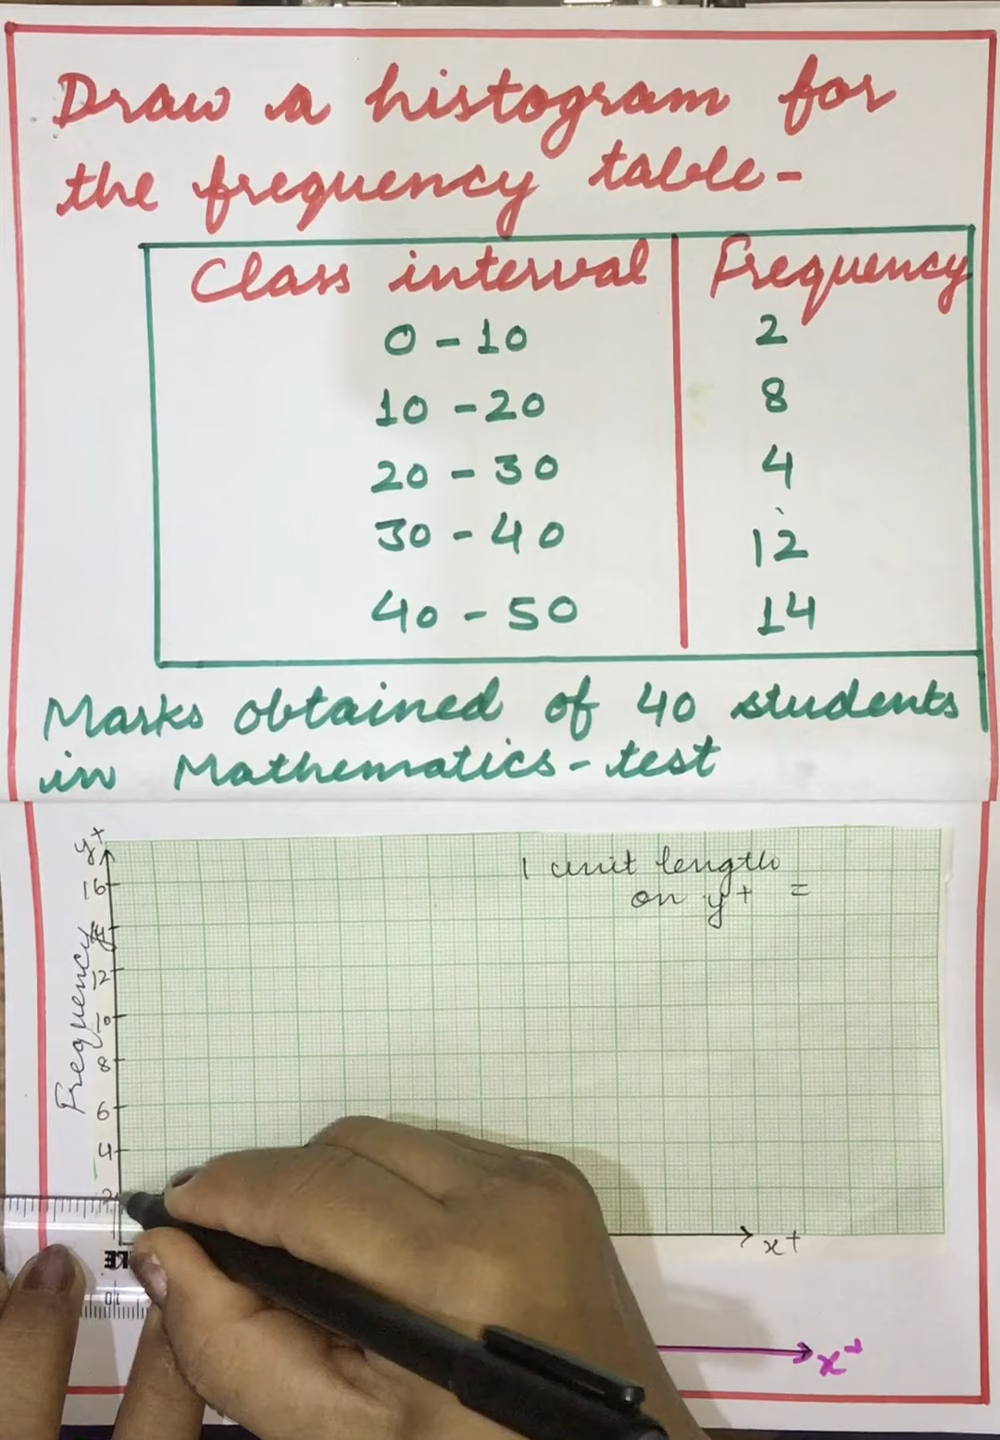 Draw a histogram for
the frequency table-
Class interval Frequency
0-10 2
10-20 8
20-30 4
30-40 12
40-50 14
Marks obtained of 40 students
in Mathematics-test
y+
1 unit length
on y+ =
16
14
12
10
8
6
4
2
Frequency
x+
10
x+